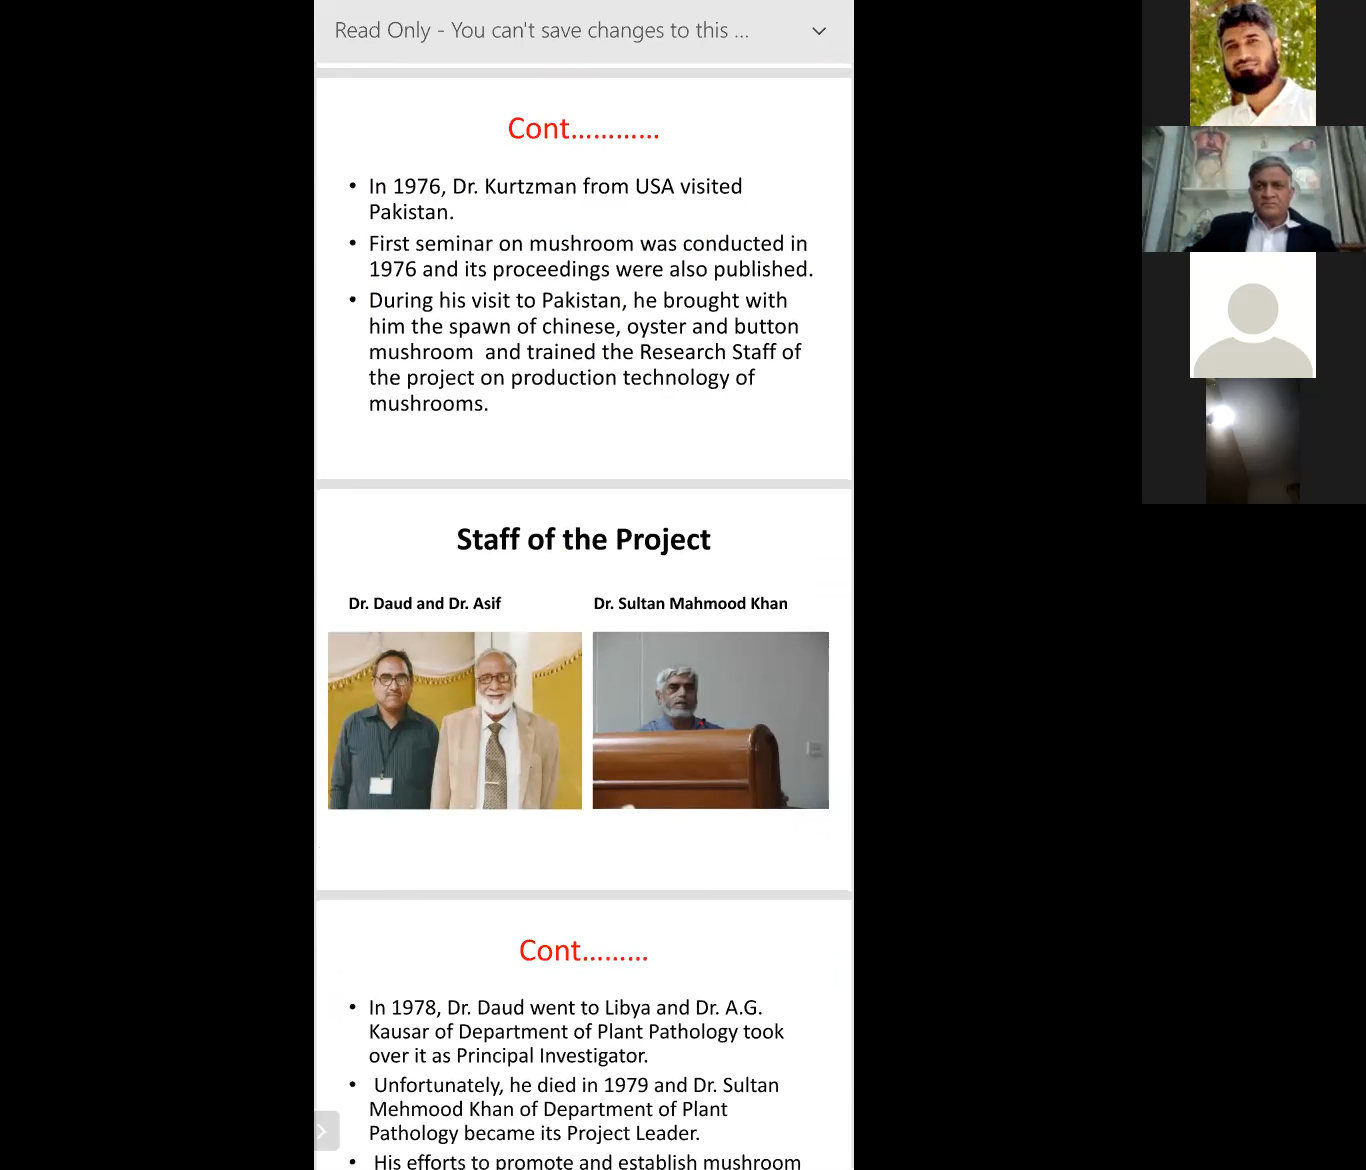 Read Only - You can't save changes to this ...
Cont............
• In 1976, Dr. Kurtzman from USA visited
Pakistan.
• First seminar on mushroom was conducted in
1976 and its proceedings were also published.
• During his visit to Pakistan, he brought with
him the spawn of chinese, oyster and button
mushroom and trained the Research Staff of
the project on production technology of
mushrooms.
Staff of the Project
Dr. Daud and Dr. Asif
Dr. Sultan Mahmood Khan
Cont.........
• In 1978, Dr. Daud went to Libya and Dr. A.G.
Kausar of Department of Plant Pathology took
over it as Principal Investigator.
• Unfortunately, he died in 1979 and Dr. Sultan
Mehmood Khan of Department of Plant
Pathology became its Project Leader.
• His efforts to promote and establish mushroom